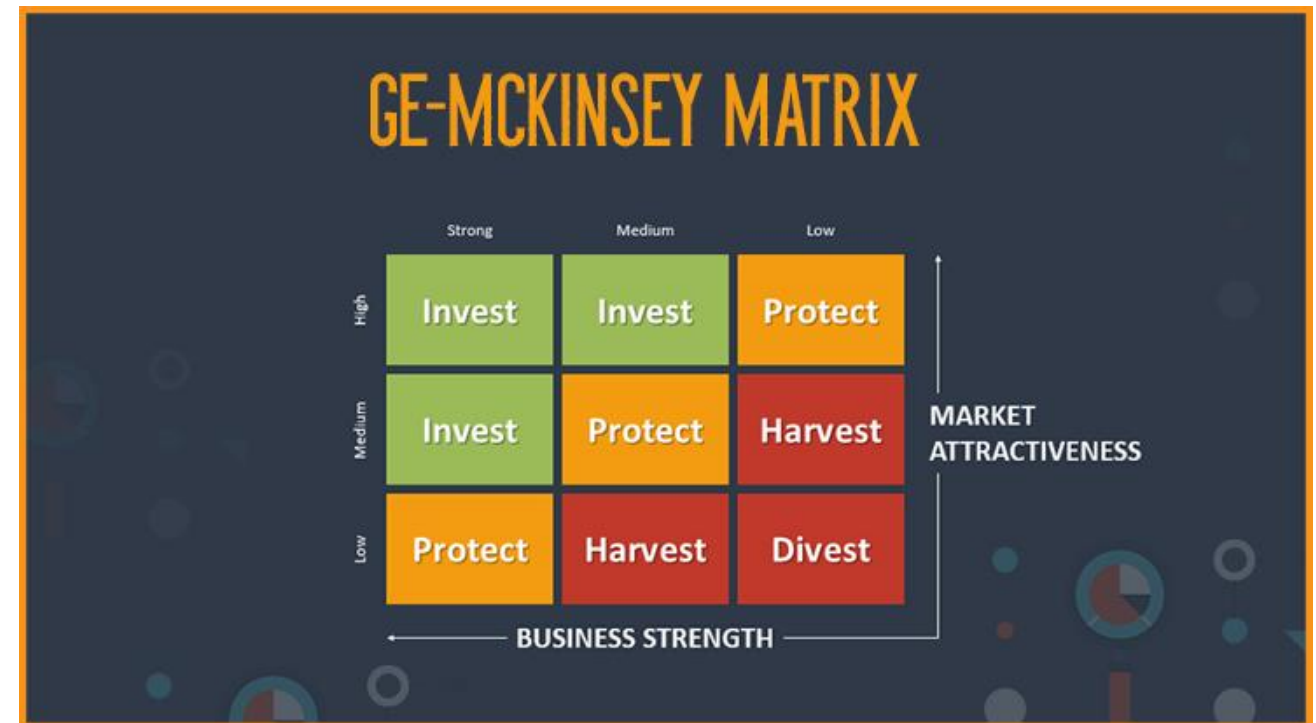 GE-MCKINSEY MATRIX
Strong Medium Low
High Invest Invest Protect
Medium Invest Protect Harvest
MARKET
ATTRACTIVENESS
Low Protect Harvest Divest
BUSINESS STRENGTH